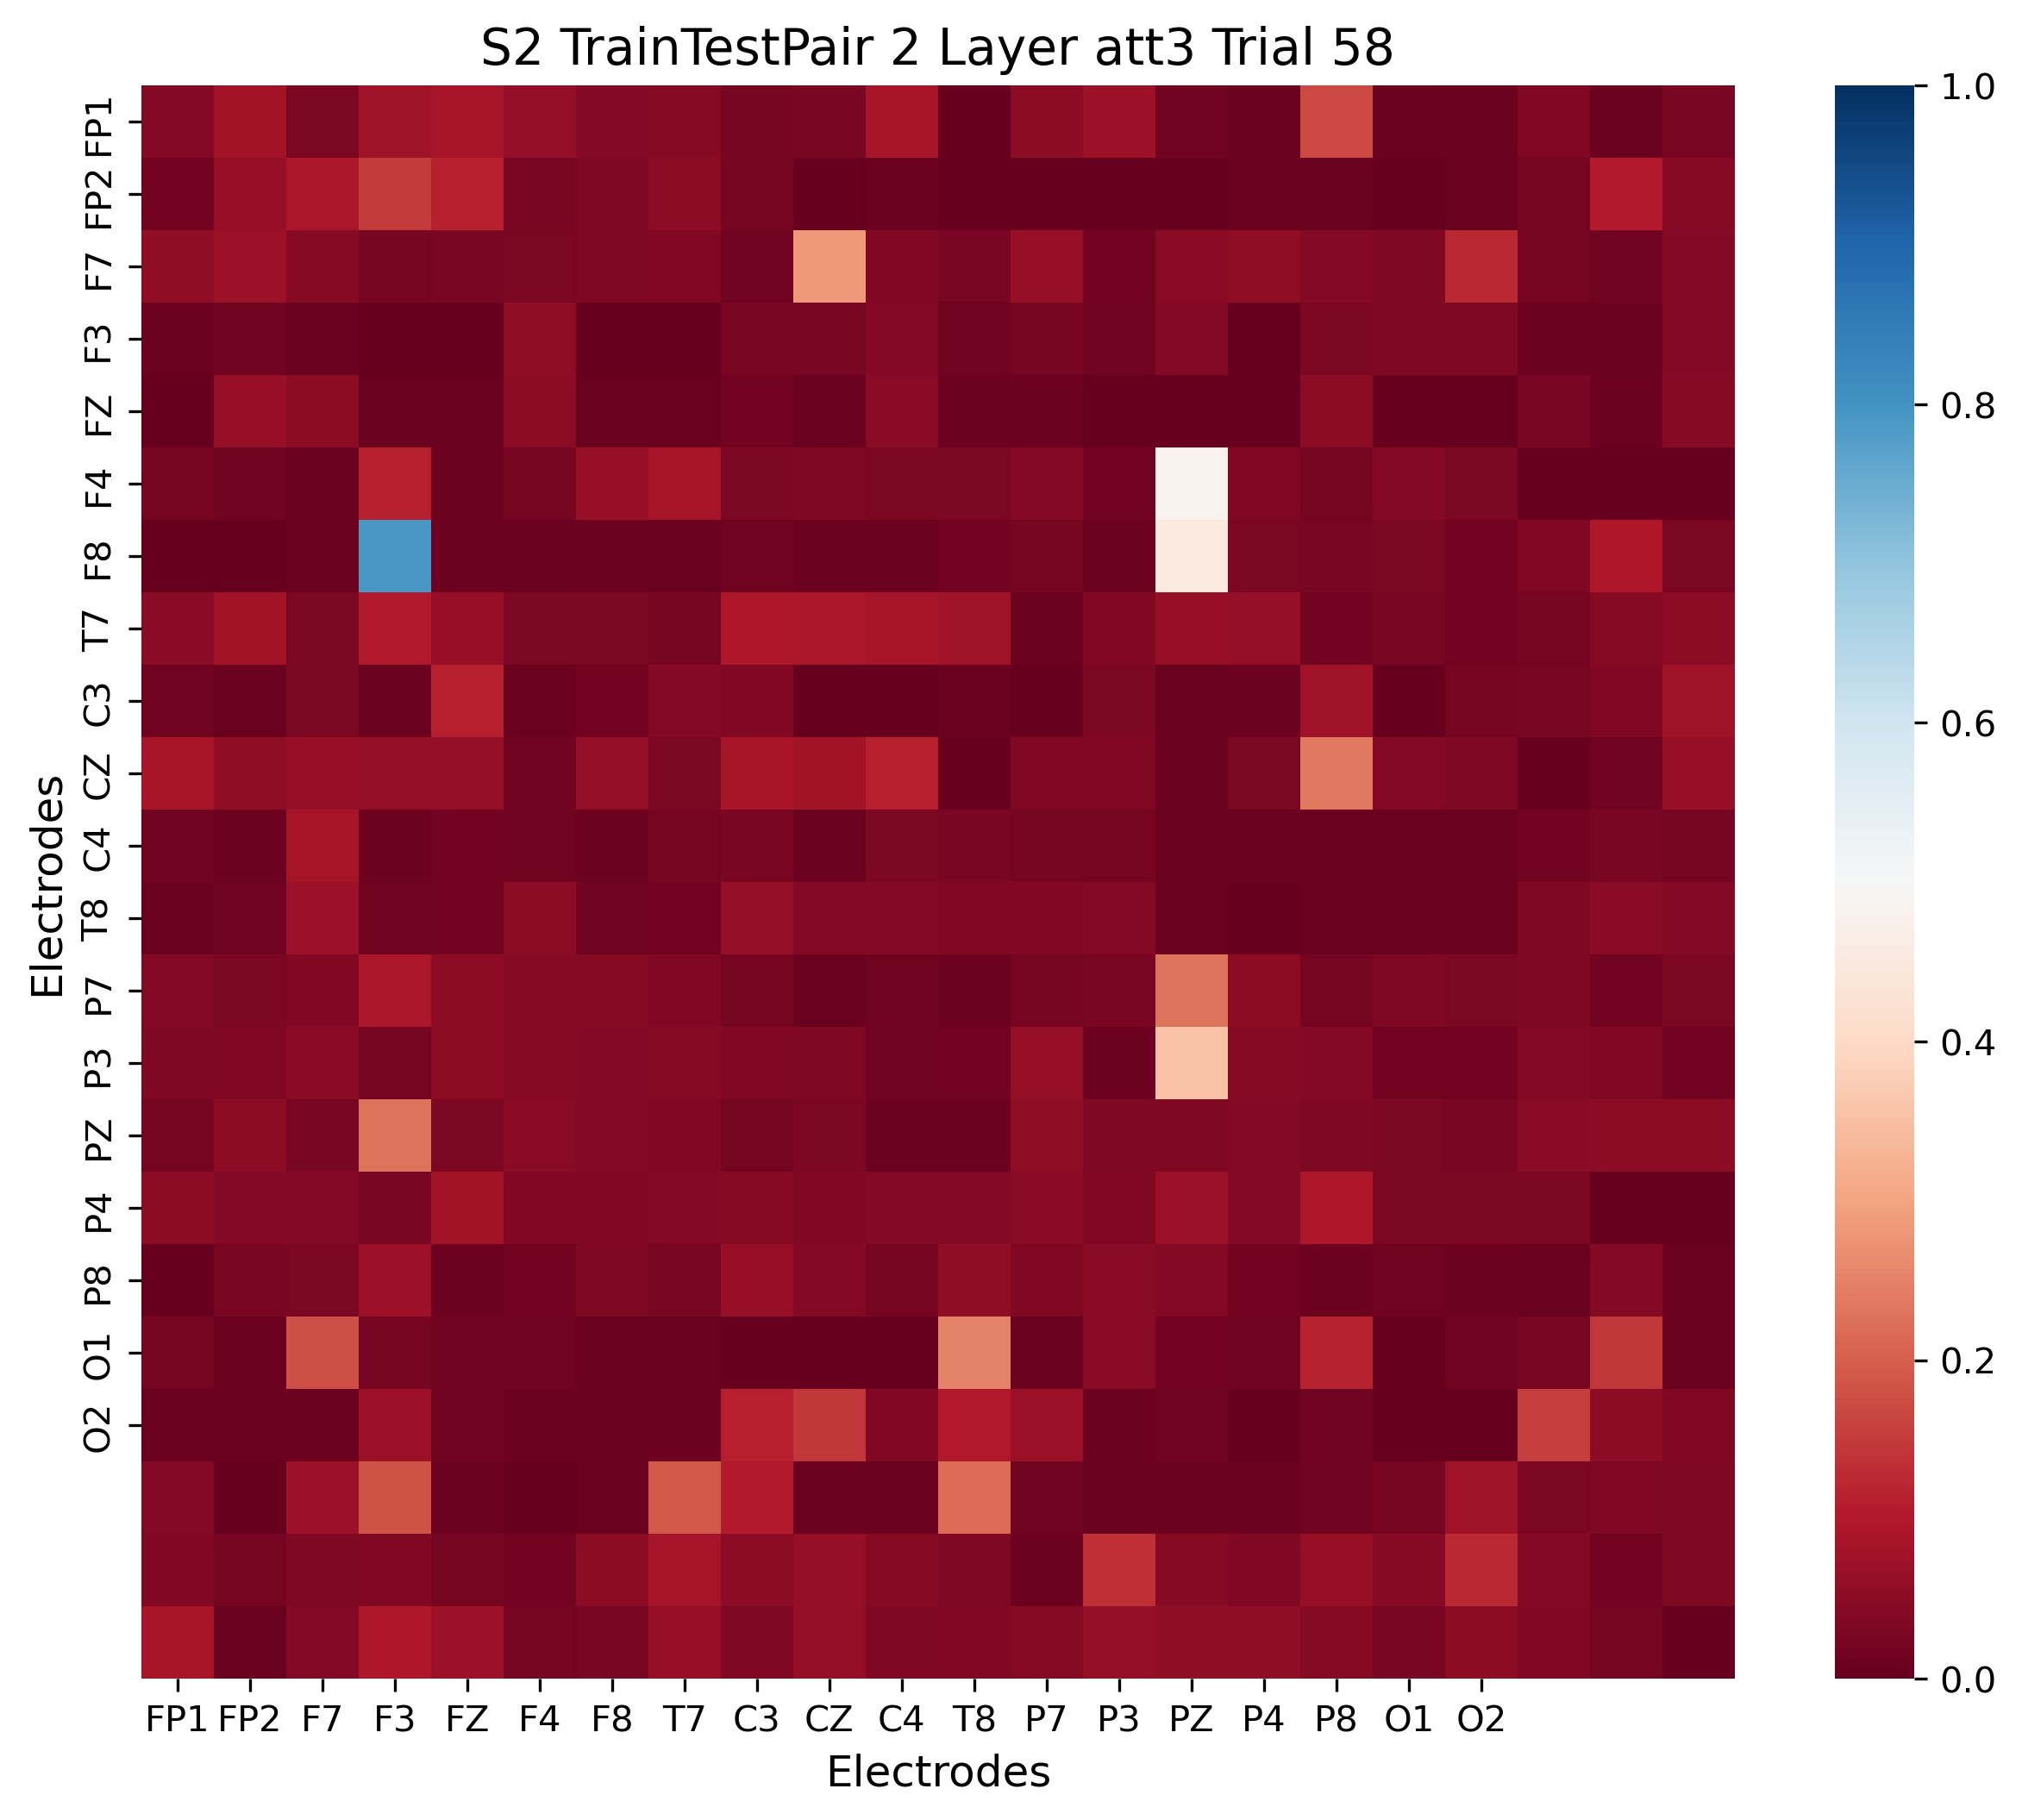 S2 TrainTestPair 2 Layer att3 Trial 58
Electrodes
FP1
FP2
F7
F3
FZ
F4
F8
T7
C3
CZ
C4
T8
P7
P3
PZ
P4
P8
O1
O2
FP1 FP2 F7 F3 FZ F4 F8 T7 C3 CZ C4 T8 P7 P3 PZ P4 P8 O1 O2
Electrodes
1.0
0.8
0.6
0.4
0.2
0.0